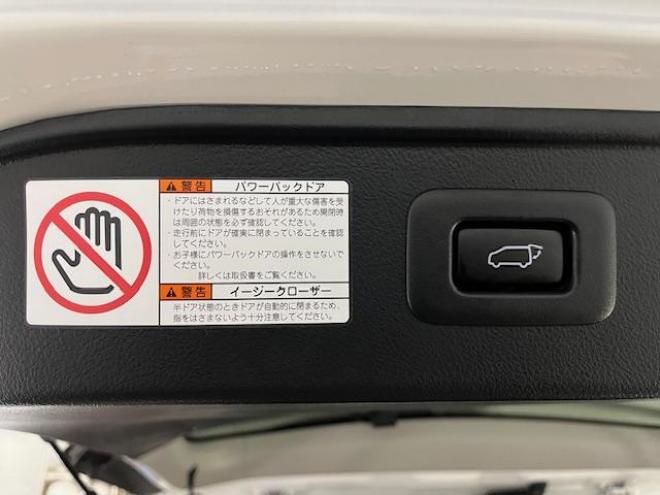 警告 パワーバックドア
・ドアにはさまれるなどして人が重大な傷害を受
けたり荷物を損傷するおそれがあるため開閉時
は周囲の状態を必ず確認してください。
・走行前にドアが確実に閉まっていることを確認
してください。
・お子様にパワーバックドアの操作をさせないで
ください。
詳しくは取扱書をご覧ください。
警告 イージークローザー
半ドア状態のときドアが自動的に閉まるため、
指をはさまないよう十分注意してください。